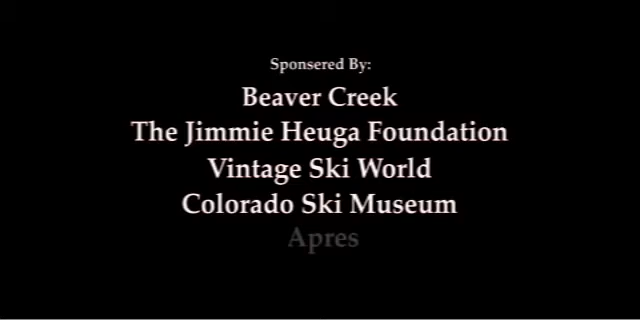 Sponsered By:
Beaver Creek
The Jimmie Heuga Foundation
Vintage Ski World
Colorado Ski Museum
Apres